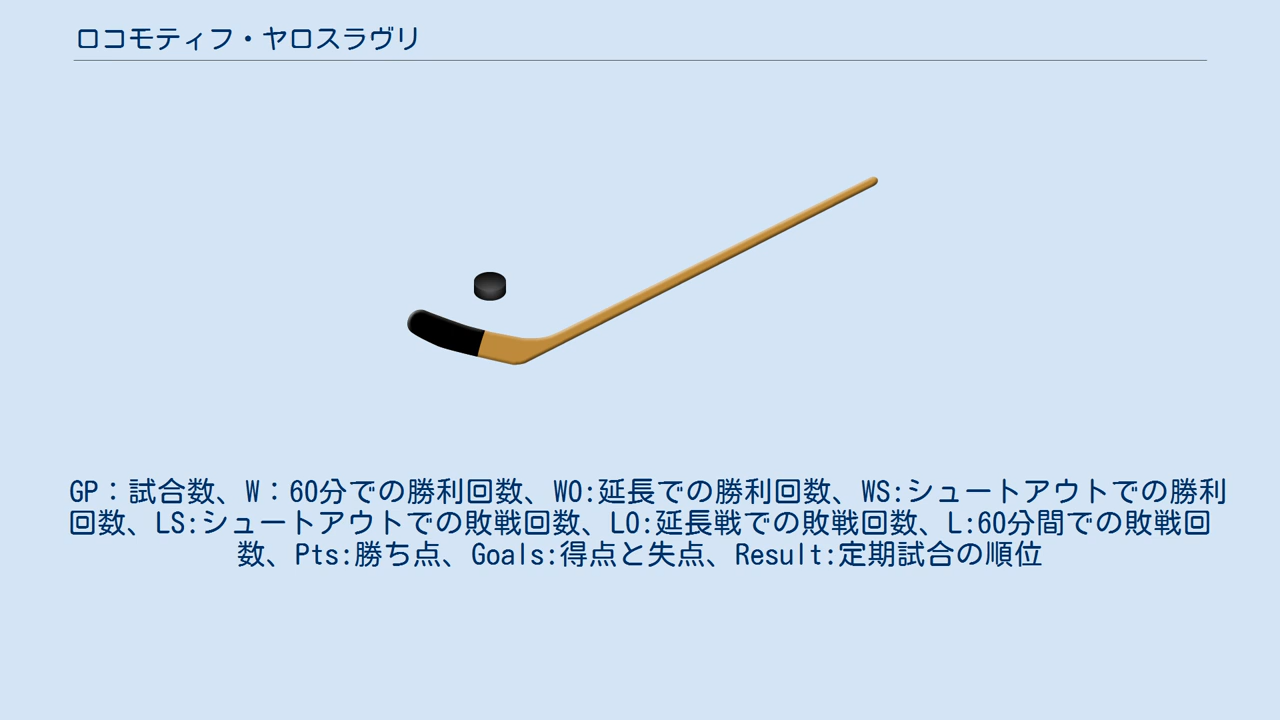 ロコモティフ・ヤロスラヴリ
GP：試合数、W：60分での勝利回数、WO:延長での勝利回数、WS:シュートアウトでの勝利
回数、LS:シュートアウトでの敗戦回数、LO:延長戦での敗戦回数、L:60分間での敗戦回
数、Pts:勝ち点、Goals:得点と失点、Result:定期試合の順位